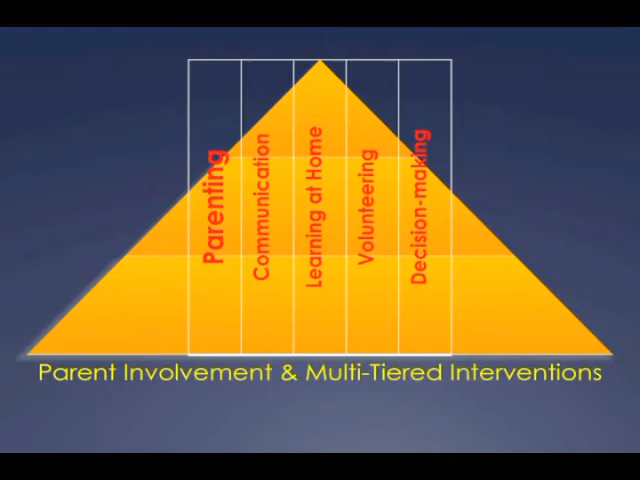 Parenting
Communication
Learning at Home
Volunteering
Decision-making
Parent Involvement & Multi-Tiered Interventions